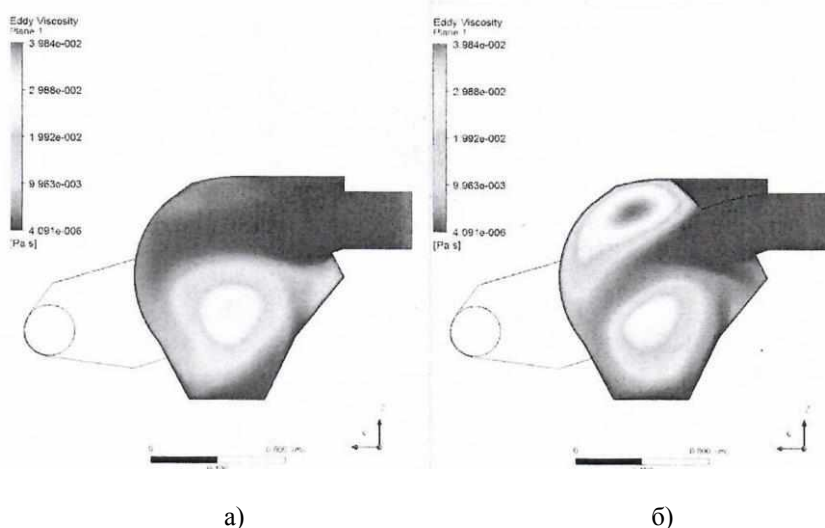 Eddy Viscosity
Plane 1
3.984e-002
2.988e-002
1.992e-002
9.963e-003
4.091e-006
[Pa s]
0
Eddy Viscosity
Plane 1
3.984e-002
2.988e-002
1.992e-002
9.963e-003
4.091e-006
[Pa s]
0
а)
б)